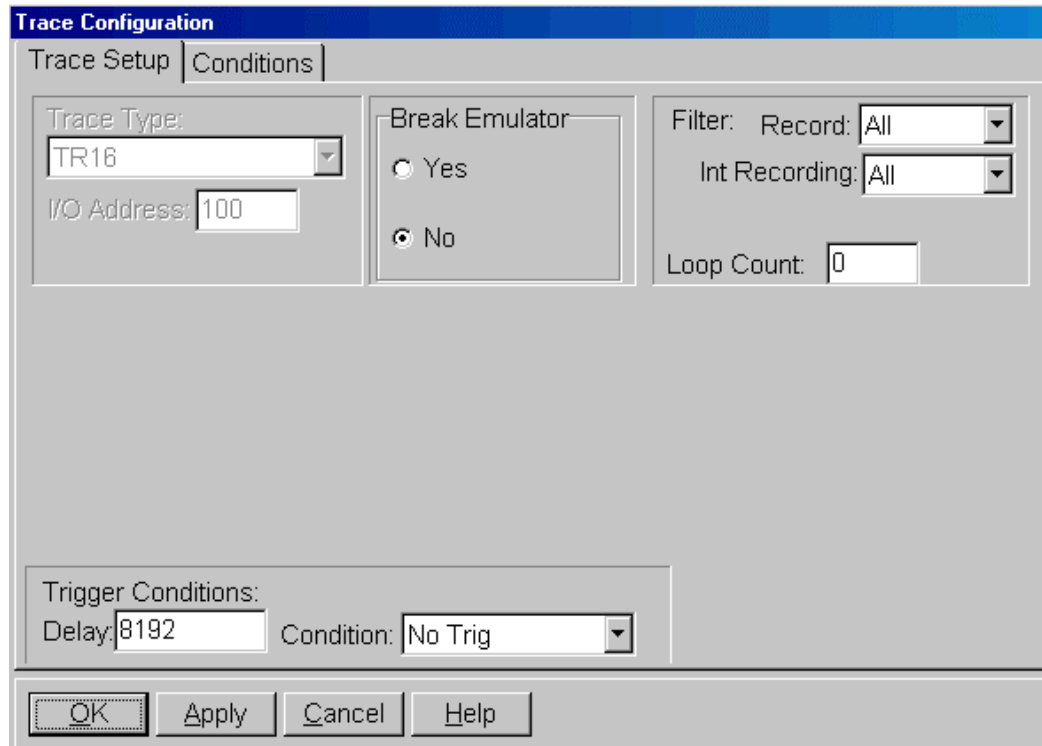 Trace Configuration
Trace Setup Conditions
Trace Type:
TR16
I/O Address: 100
Break Emulator
Yes
No
Filter: Record: All
Int Recording: All
Loop Count: 0
Trigger Conditions:
Delay: 8192 Condition: No Trig
OK Apply Cancel Help